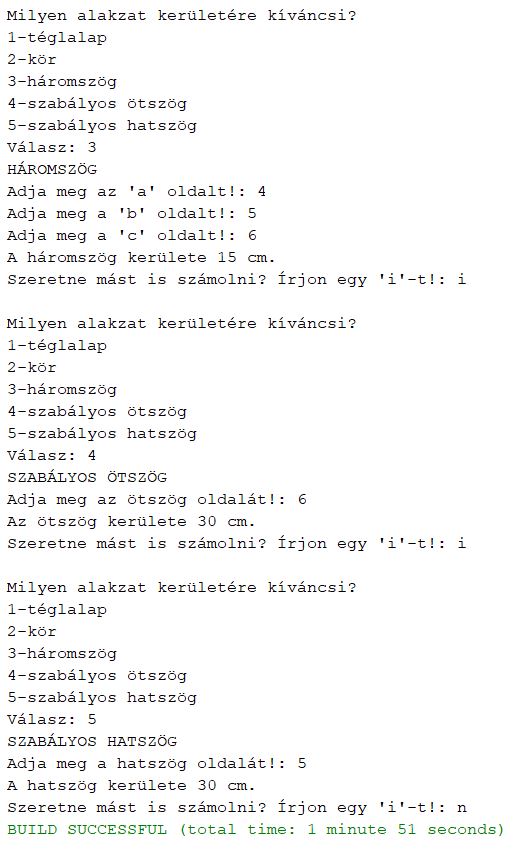 Milyen alakzat kerületére kíváncsi?
1-téglalap
2-kör
3-háromszög
4-szabályos ötszög
5-szabályos hatszög
Válasz: 3
HÁROMSZÖG
Adja meg az 'a' oldalt!: 4
Adja meg a 'b' oldalt!: 5
Adja meg a 'c' oldalt!: 6
A háromszög kerülete 15 cm.
Szeretne mást is számolni? Írjon egy 'i'-t!: i

Milyen alakzat kerületére kíváncsi?
1-téglalap
2-kör
3-háromszög
4-szabályos ötszög
5-szabályos hatszög
Válasz: 4
SZABÁLYOS ÖTSZÖG
Adja meg az ötszög oldalát!: 6
Az ötszög kerülete 30 cm.
Szeretne mást is számolni? Írjon egy 'i'-t!: i

Milyen alakzat kerületére kíváncsi?
1-téglalap
2-kör
3-háromszög
4-szabályos ötszög
5-szabályos hatszög
Válasz: 5
SZABÁLYOS HATSZÖG
Adja meg a hatszög oldalát!: 5
A hatszög kerülete 30 cm.
Szeretne mást is számolni? Írjon egy 'i'-t!: n
BUILD SUCCESSFUL (total time: 1 minute 51 seconds)